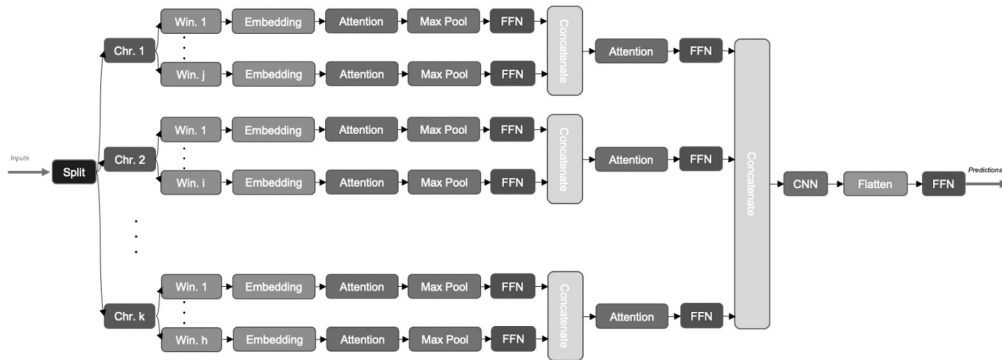 Win. 1 Embedding Attention Max Pool FFN
Concatenate
Chr. 1 Attention FFN
Win. j Embedding Attention Max Pool FFN
Win. 1 Embedding Attention Max Pool FFN
Concatenate
Inputs
Split
Chr. 2 Attention FFN
Win. i Embedding Attention Max Pool FFN
Concatenate
CNN Flatten FFN
Predictions
Win. 1 Embedding Attention Max Pool FFN
Concatenate
Chr. k Attention FFN
Win. h Embedding Attention Max Pool FFN